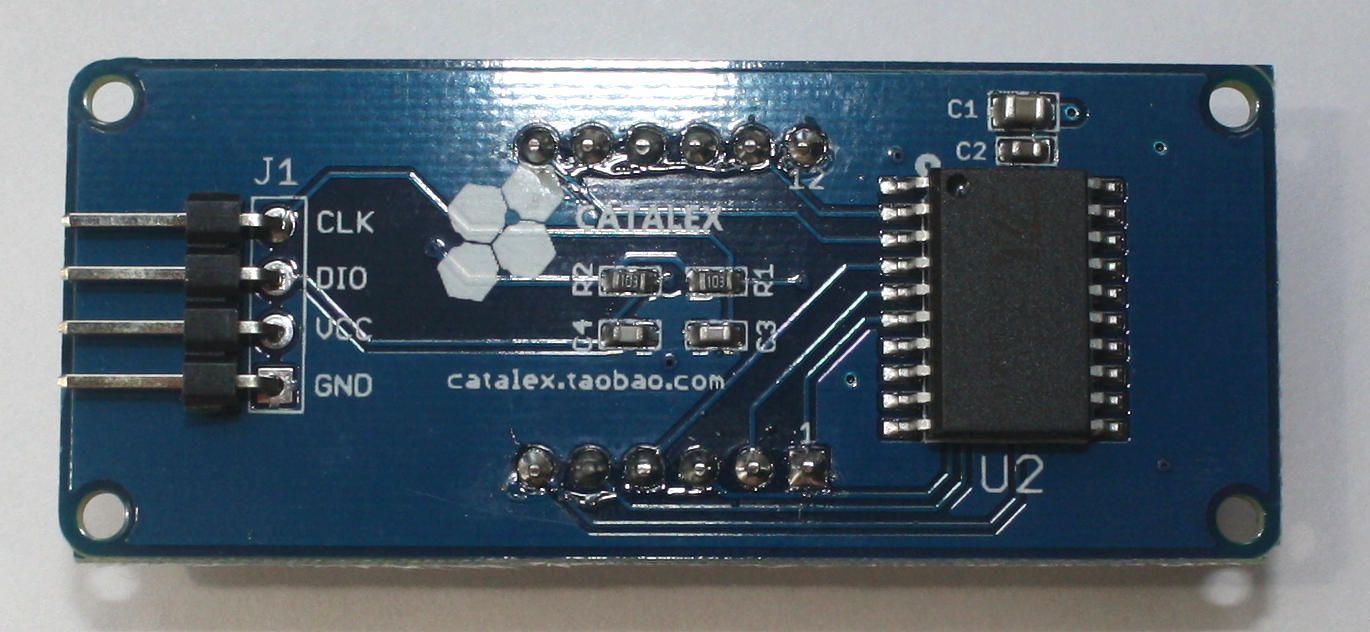 C1
C2
J1
12
CLK
CATALEX
DIO
R2
103
103
R1
VCC
C4
C3
GND
catalex.taobao.com
1
U2